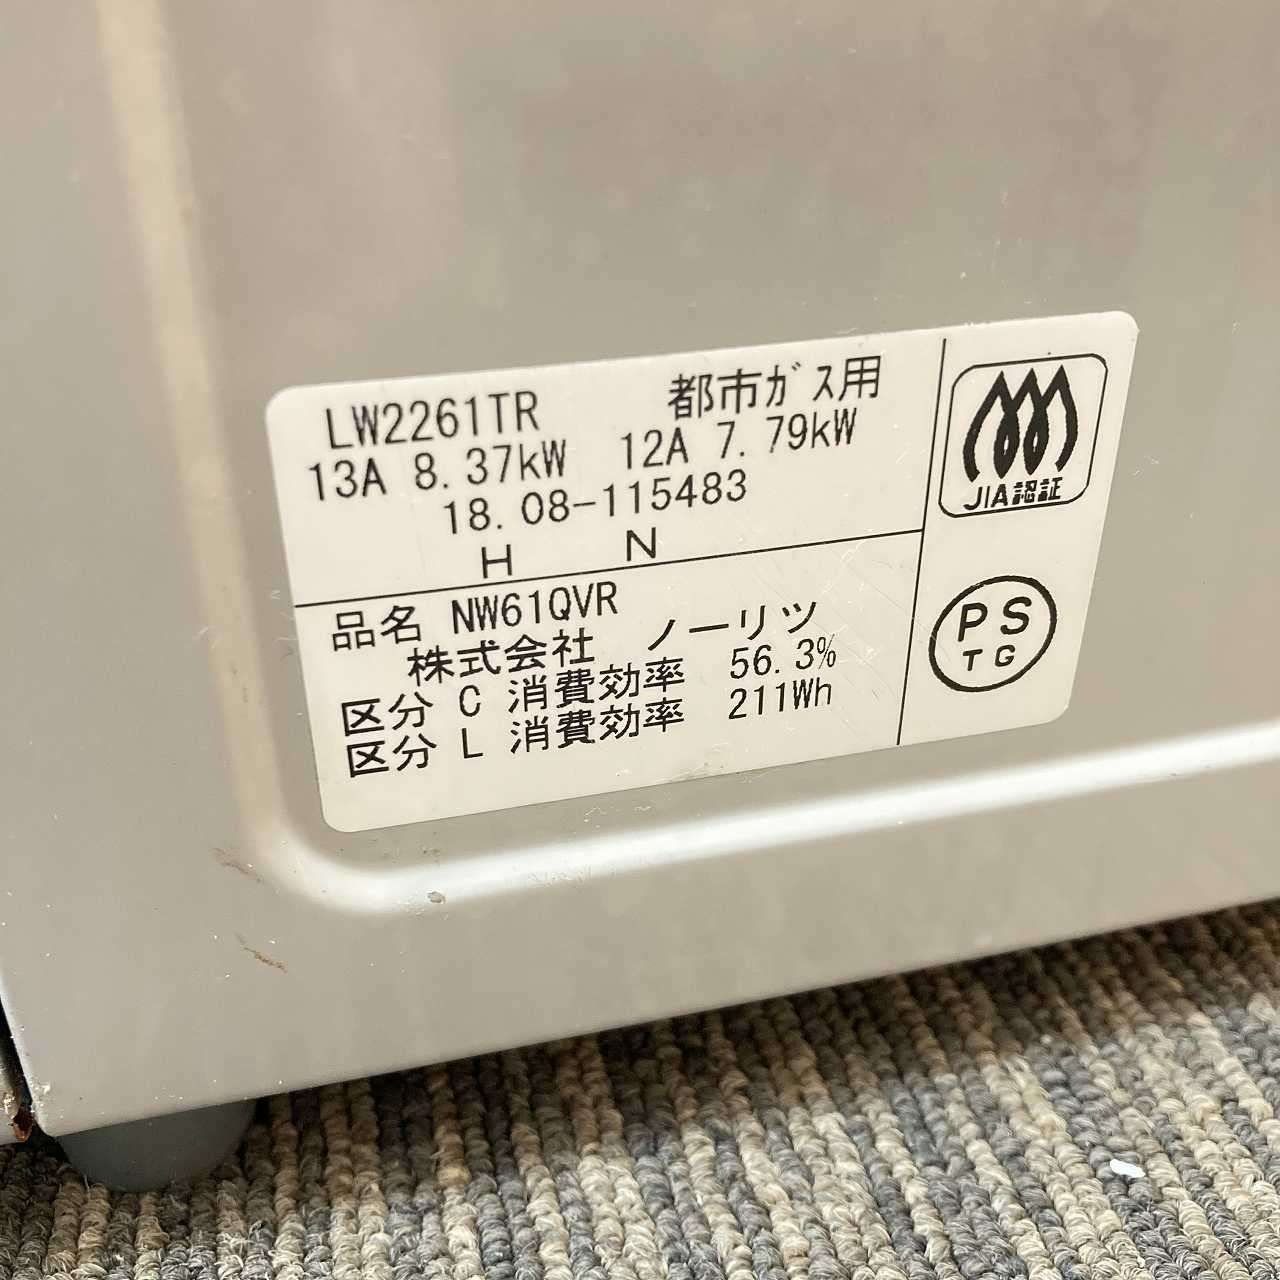 LW2261TR 都市ガス用
13A 8.37kW 12A 7.79kW
18.08-115483
H N
品名 NW61QVR
株式会社 ノーリツ
区分 C 消費効率 56.3%
区分 L 消費効率 211Wh
JIA認証
PS
TG